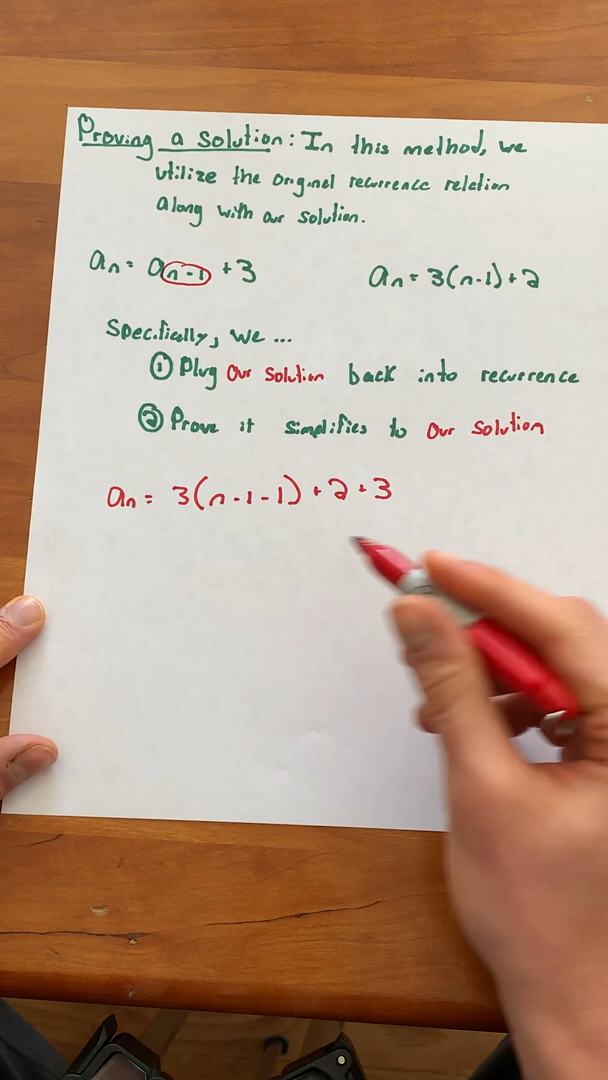 Proving a Solution: In this method, we
utilize the original recurrence relation
along with our solution.
an = an-1 + 3
an = 3(n-1)+2
Specifically, we ...
① Plug our solution back into recurrence
② Prove it simplifies to our solution
an = 3(n-1-1)+2+3